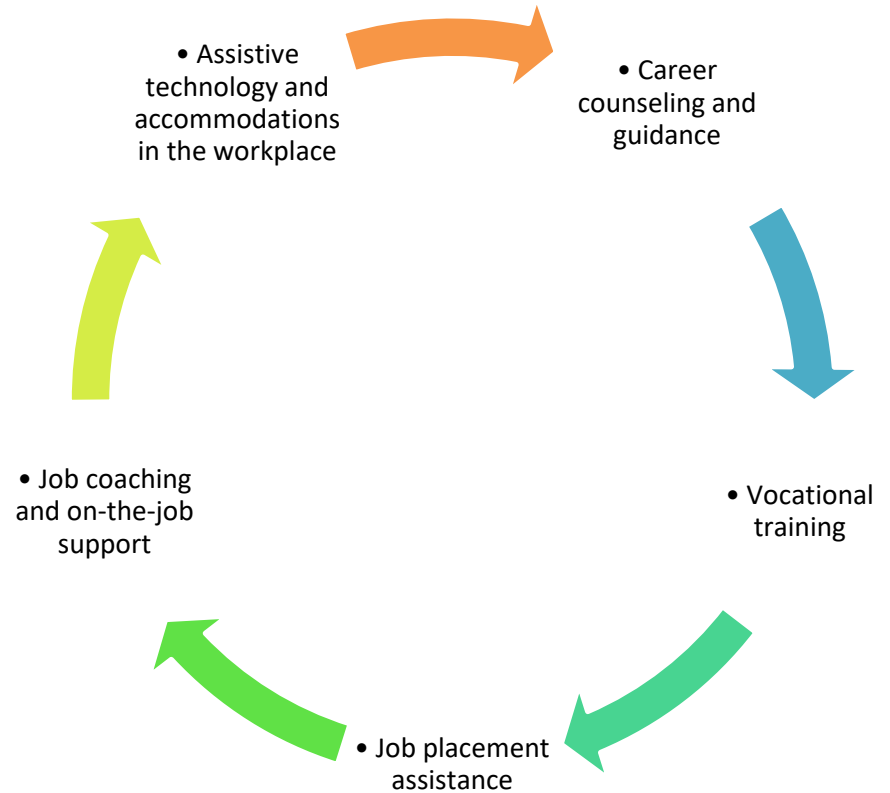 • Assistive
technology and
accommodations
in the workplace
• Career
counseling and
guidance
• Vocational
training
• Job placement
assistance
• Job coaching
and on-the-job
support